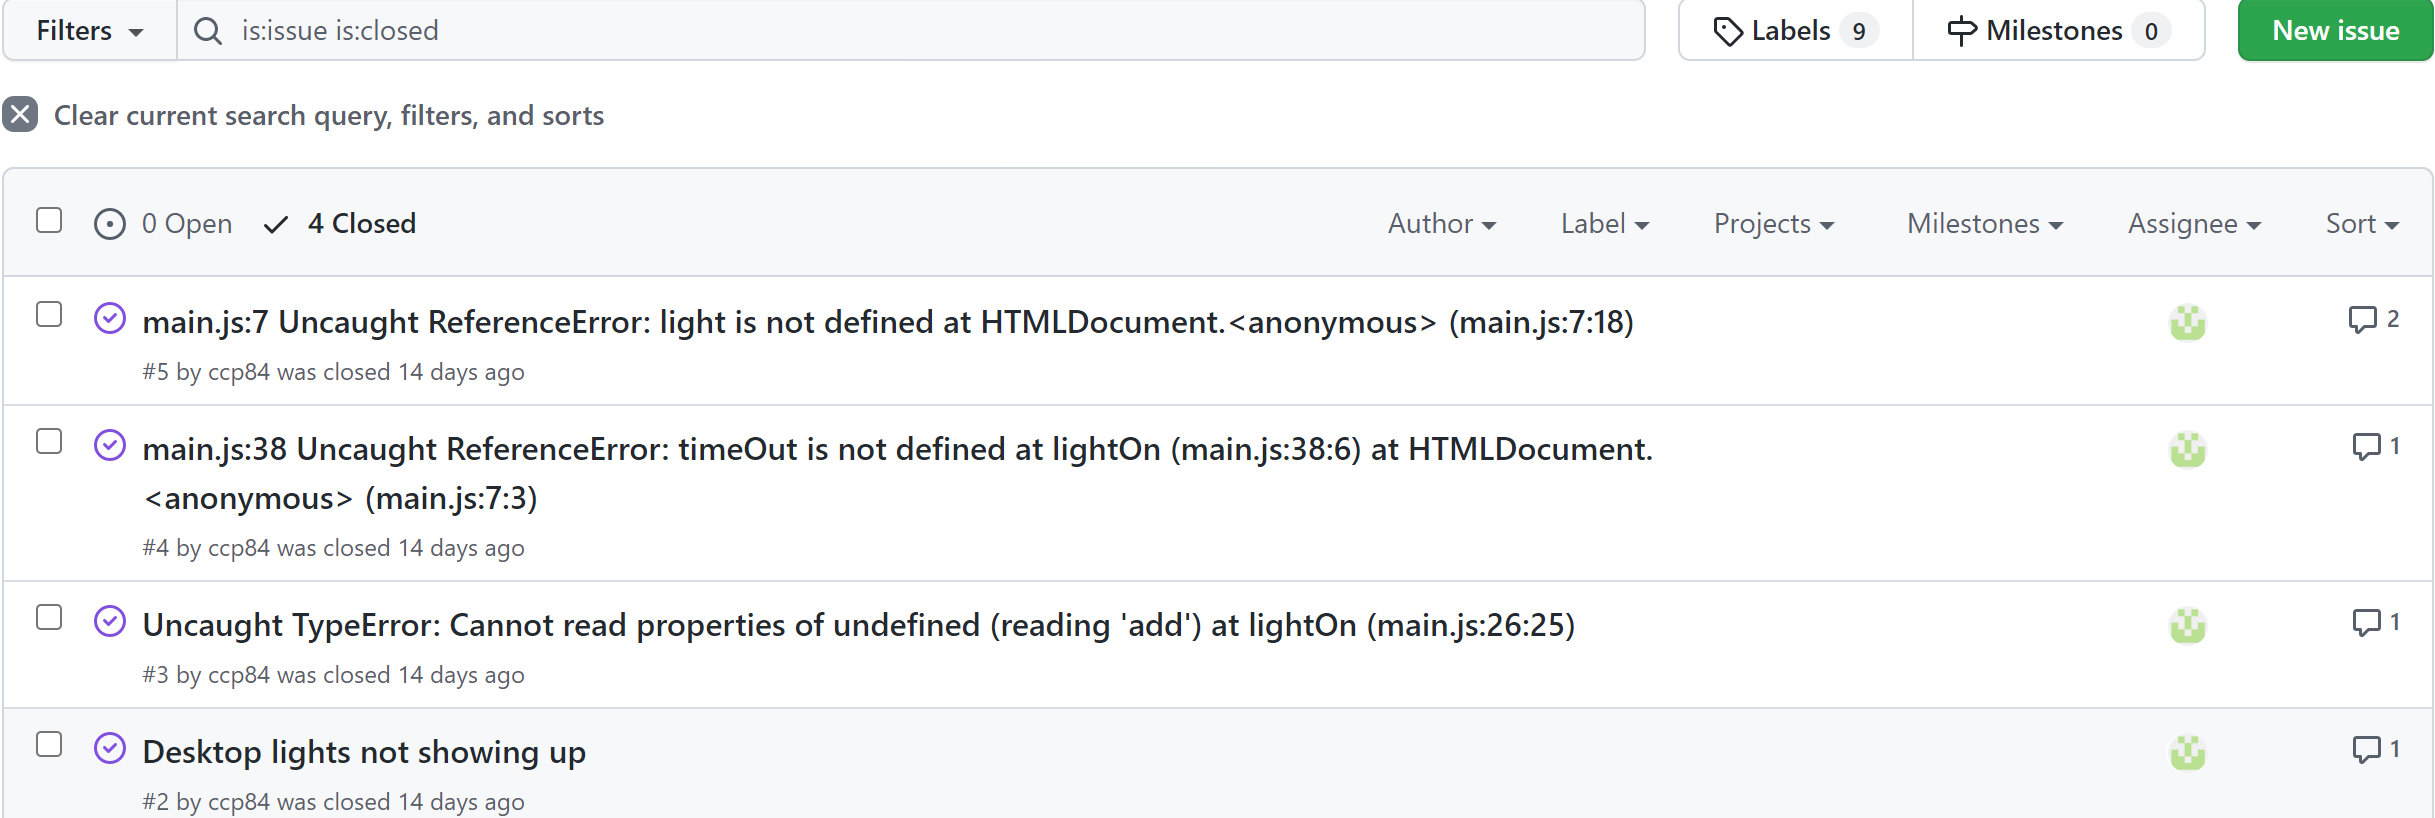 Filters is:issue is:closed Labels 9 Milestones 0 New issue
Clear current search query, filters, and sorts
0 Open 4 Closed Author Label Projects Milestones Assignee Sort
main.js:7 Uncaught ReferenceError: light is not defined at HTMLDocument.<anonymous> (main.js:7:18) 2
#5 by ccp84 was closed 14 days ago
main.js:38 Uncaught ReferenceError: timeOut is not defined at lightOn (main.js:38:6) at HTMLDocument. 1
<anonymous> (main.js:7:3)
#4 by ccp84 was closed 14 days ago
Uncaught TypeError: Cannot read properties of undefined (reading 'add') at lightOn (main.js:26:25) 1
#3 by ccp84 was closed 14 days ago
Desktop lights not showing up 1
#2 by ccp84 was closed 14 days ago